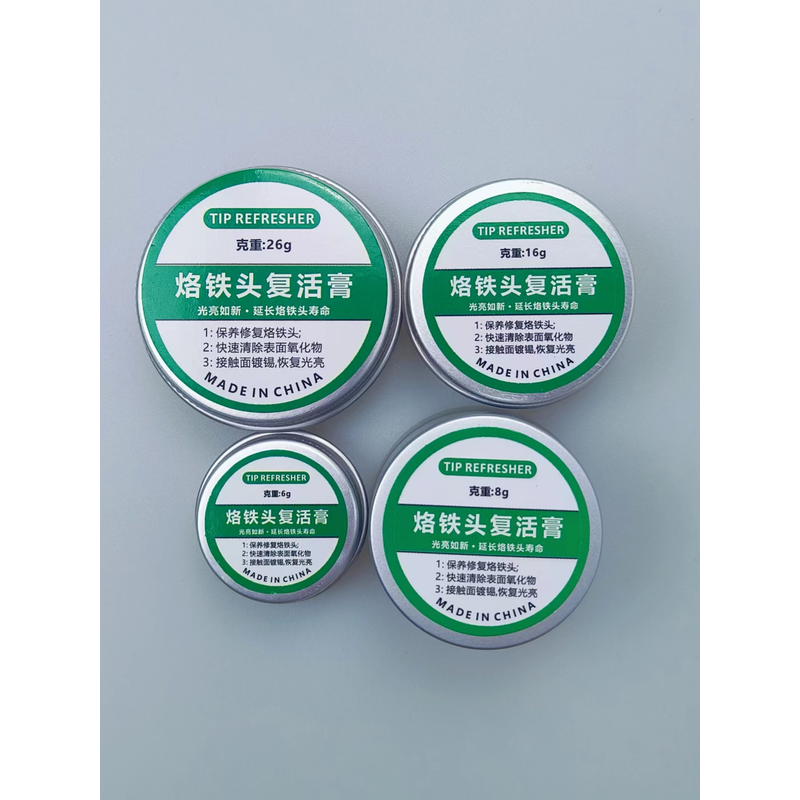 TIP REFRESHER
克重:26g
烙铁头复活膏
光亮如新·延长烙铁头寿命
1: 保养修复烙铁头;
2: 快速清除表面氧化物
3: 接触面镀锡,恢复光亮
MADE IN CHINA
TIP REFRESHER
克重:16g
烙铁头复活膏
光亮如新·延长烙铁头寿命
1: 保养修复烙铁头;
2: 快速清除表面氧化物
3: 接触面镀锡,恢复光亮
MADE IN CHINA
TIP REFRESHER
克重:6g
烙铁头复活膏
光亮如新·延长烙铁头寿命
1: 保养修复烙铁头;
2: 快速清除表面氧化物
3: 接触面镀锡,恢复光亮
MADE IN CHINA
TIP REFRESHER
克重:8g
烙铁头复活膏
光亮如新·延长烙铁头寿命
1: 保养修复烙铁头;
2: 快速清除表面氧化物
3: 接触面镀锡,恢复光亮
MADE IN CHINA